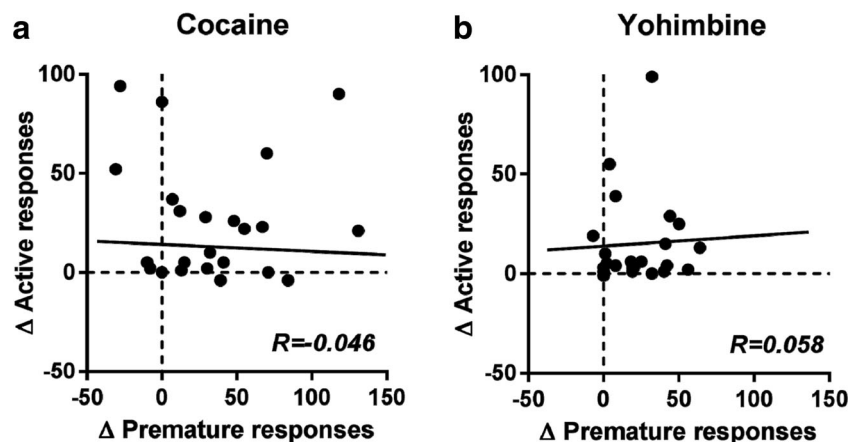 a
Cocaine
100
50
0
-50
Δ Active responses
R=-0.046
-50
0
50
100
150
Δ Premature responses
b
Yohimbine
100
50
0
-50
Δ Active responses
R=0.058
-50
0
50
100
150
Δ Premature responses